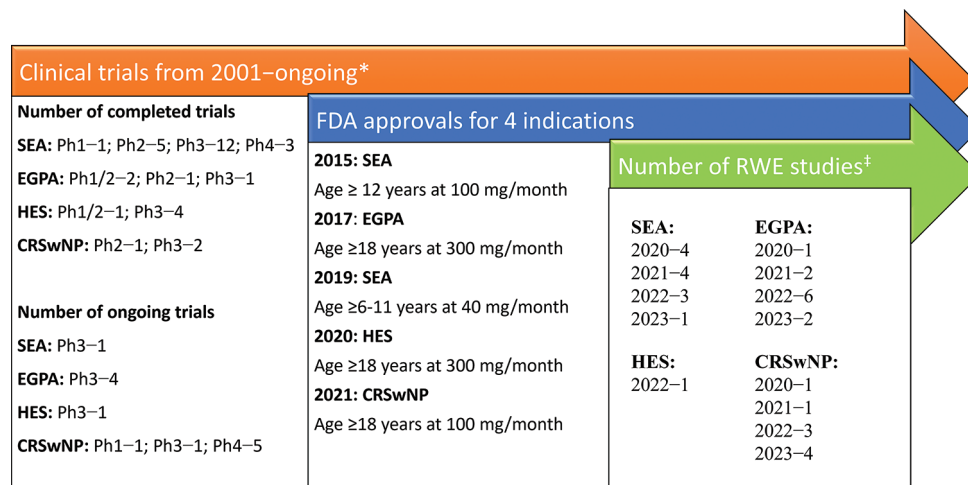 Clinical trials from 2001–ongoing*
Number of completed trials
SEA: Ph1–1; Ph2–5; Ph3–12; Ph4–3
EGPA: Ph1/2–2; Ph2–1; Ph3–1
HES: Ph1/2–1; Ph3–4
CRSwNP: Ph2–1; Ph3–2
Number of ongoing trials
SEA: Ph3–1
EGPA: Ph3–4
HES: Ph3–1
CRSwNP: Ph1–1; Ph3–1; Ph4–5
FDA approvals for 4 indications
2015: SEA
Age ≥ 12 years at 100 mg/month
2017: EGPA
Age ≥18 years at 300 mg/month
2019: SEA
Age ≥6-11 years at 40 mg/month
2020: HES
Age ≥18 years at 300 mg/month
2021: CRSwNP
Age ≥18 years at 100 mg/month
Number of RWE studies‡
SEA:
2020–4
2021–4
2022–3
2023–1
EGPA:
2020–1
2021–2
2022–6
2023–2
HES:
2022–1
CRSwNP:
2020–1
2021–1
2022–3
2023–4